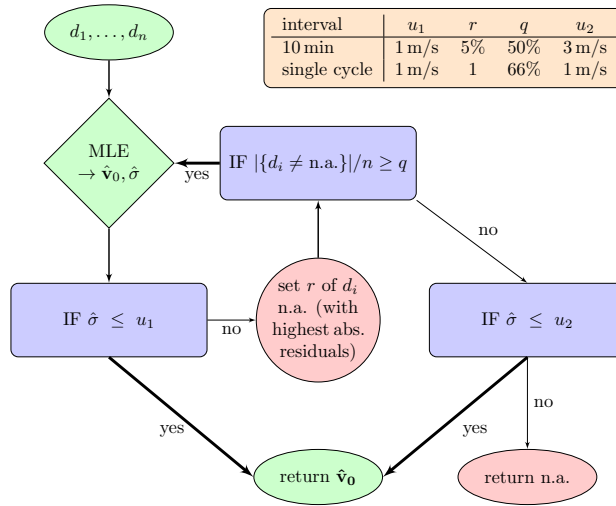 d₁, ..., dₙ
interval u₁ r q u₂
10 min 1 m/s 5% 50% 3 m/s
single cycle 1 m/s 1 66% 1 m/s
MLE
→ v̂₀, σ̂
yes
IF |{dᵢ ≠ n.a.}|/n ≥ q
no
IF σ̂ ≤ u₁
no
set r of dᵢ
n.a. (with
highest abs.
residuals)
IF σ̂ ≤ u₂
yes
yes
no
return v̂₀
return n.a.